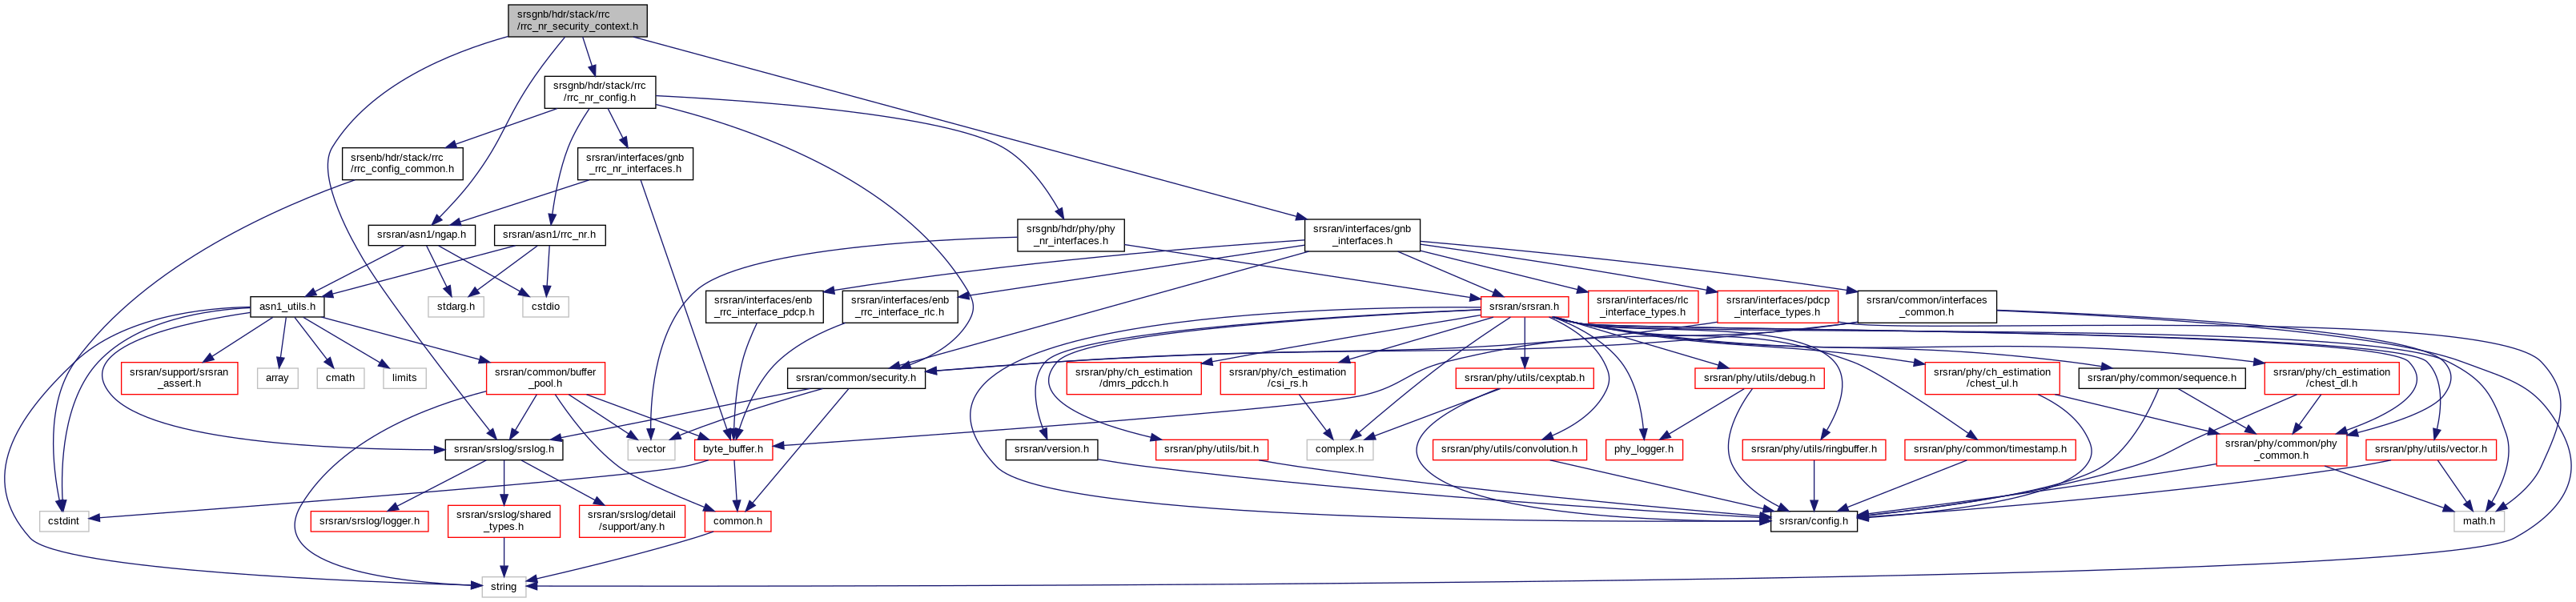 srsgnb/hdr/stack/rrc
/rrc_nr_security_context.h
srsgnb/hdr/stack/rrc
/rrc_nr_config.h
srsenb/hdr/stack/rrc
/rrc_config_common.h
srsran/interfaces/gnb
_rrc_nr_interfaces.h
srsran/asn1/ngap.h
srsran/asn1/rrc_nr.h
srsgnb/hdr/phy/phy
_nr_interfaces.h
srsran/interfaces/gnb
_interfaces.h
asn1_utils.h
stdarg.h
cstdio
srsran/interfaces/enb
_rrc_interface_pdcp.h
srsran/interfaces/enb
_rrc_interface_rlc.h
srsran/srsran.h
srsran/interfaces/rlc
_interface_types.h
srsran/interfaces/pdcp
_interface_types.h
srsran/common/interfaces
_common.h
srsran/support/srsran
_assert.h
array
cmath
limits
srsran/common/buffer
_pool.h
srsran/common/security.h
srsran/phy/ch_estimation
/dmrs_pdcch.h
srsran/phy/ch_estimation
/csi_rs.h
srsran/phy/utils/cexptab.h
srsran/phy/utils/debug.h
srsran/phy/ch_estimation
/chest_ul.h
srsran/phy/common/sequence.h
srsran/phy/ch_estimation
/chest_dl.h
srsran/srslog/srslog.h
vector
byte_buffer.h
srsran/version.h
srsran/phy/utils/bit.h
complex.h
srsran/phy/utils/convolution.h
phy_logger.h
srsran/phy/utils/ringbuffer.h
srsran/phy/common/timestamp.h
srsran/phy/common/phy
_common.h
srsran/phy/utils/vector.h
cstdint
srsran/srslog/logger.h
srsran/srslog/shared
_types.h
srsran/srslog/detail
/support/any.h
common.h
srsran/config.h
math.h
string